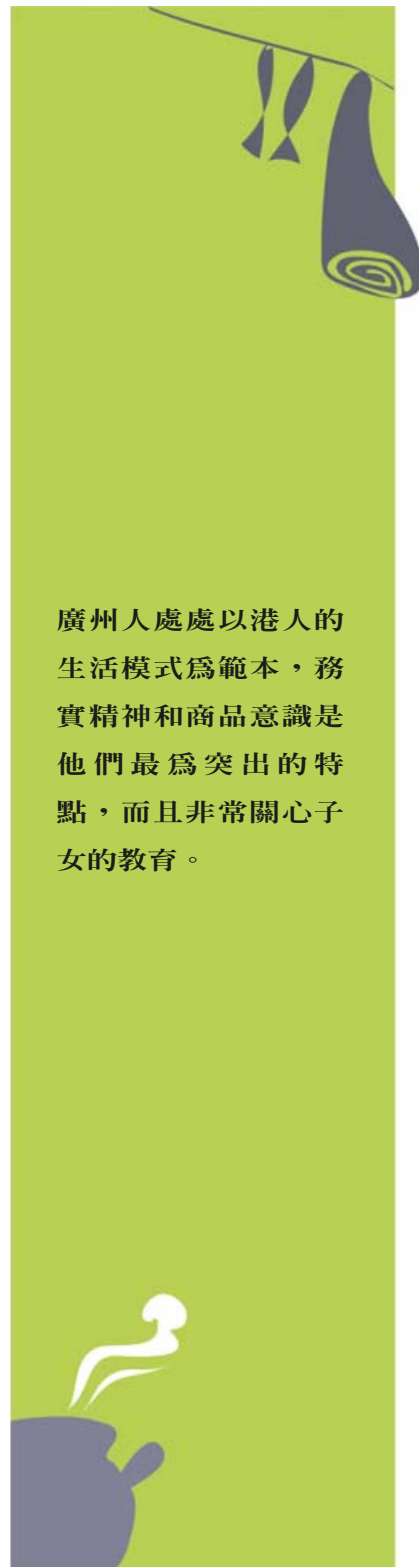 廣州人處處以港人的
生活模式爲範本，務
實精神和商品意識是
他們最爲突出的特
點，而且非常關心子
女的教育。